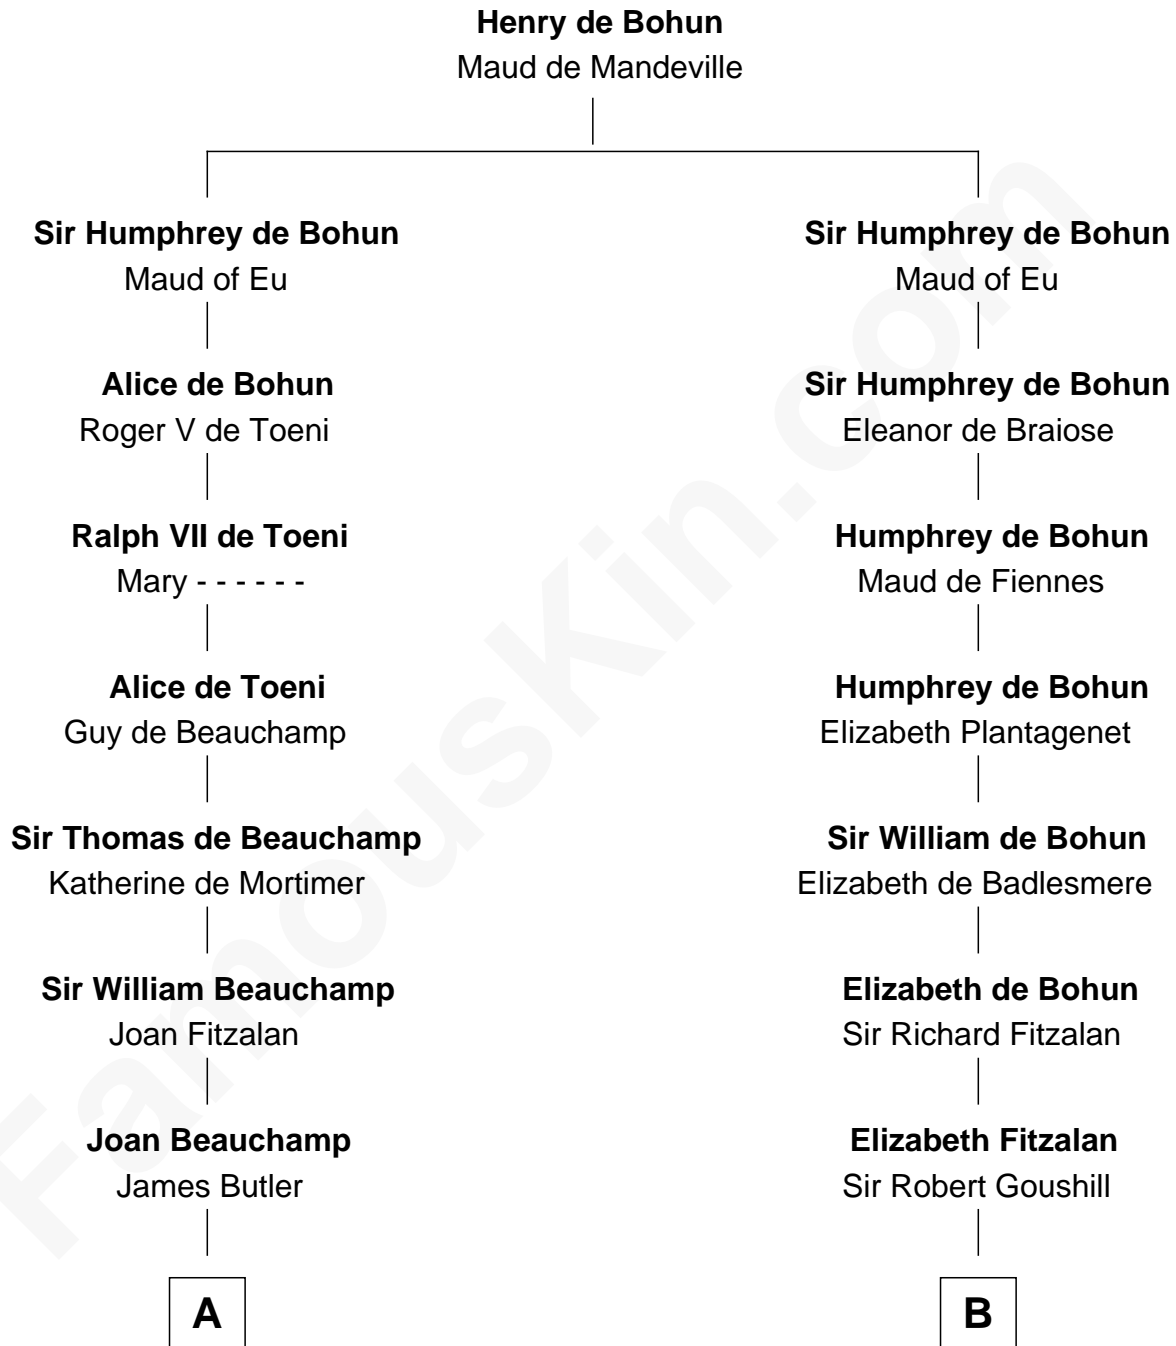 Henry de Bohun
Maud de Mandeville
Sir Humphrey de Bohun
Maud of Eu
Sir Humphrey de Bohun
Maud of Eu
Alice de Bohun
Roger V de Toeni
Sir Humphrey de Bohun
Eleanor de Braiose
Ralph VII de Toeni
Mary - - - - - -
Humphrey de Bohun
Maud de Fiennes
Alice de Toeni
Guy de Beauchamp
Humphrey de Bohun
Elizabeth Plantagenet
Sir Thomas de Beauchamp
Katherine de Mortimer
Sir William de Bohun
Elizabeth de Badlesmere
Sir William Beauchamp
Joan Fitzalan
Elizabeth de Bohun
Sir Richard Fitzalan
Joan Beauchamp
James Butler
Elizabeth Fitzalan
Sir Robert Goushill
A
B
FamousKin.com